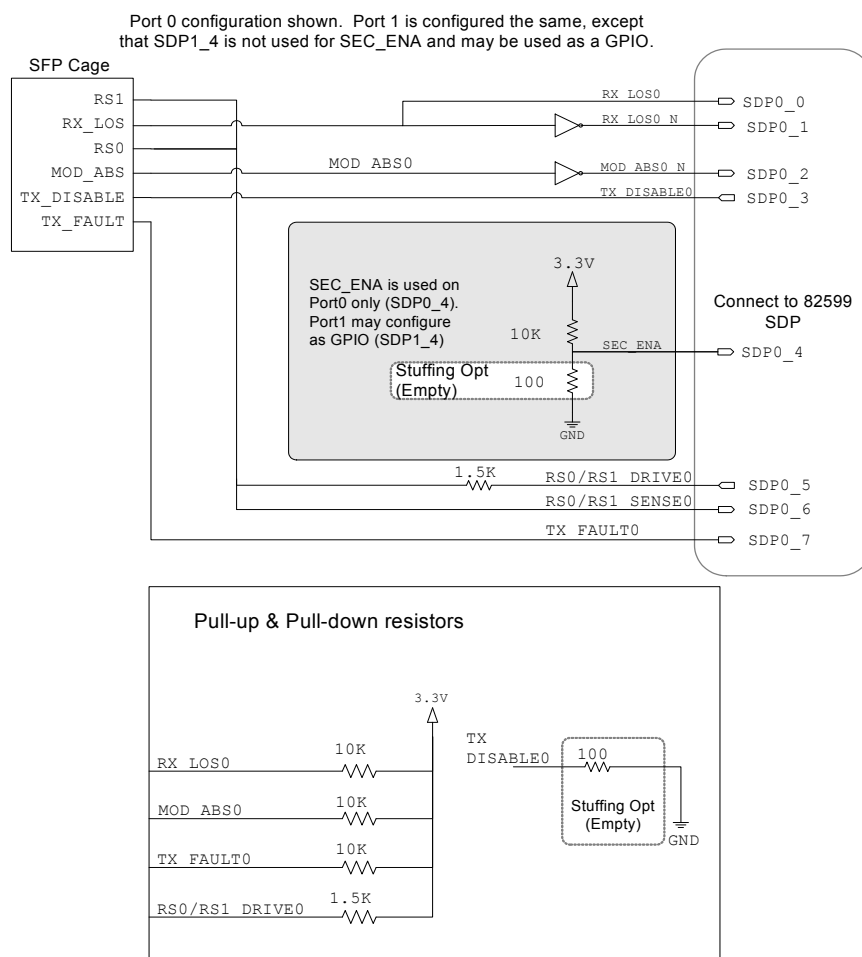 Port 0 configuration shown. Port 1 is configured the same, except
that SDP1_4 is not used for SEC_ENA and may be used as a GPIO.
SFP Cage
RS1
RX_LOS
RS0
MOD_ABS
TX_DISABLE
TX_FAULT
MOD ABS0
RX LOS0
RX LOS0 N
MOD ABS0 N
TX DISABLE0
SDP0_0
SDP0_1
SDP0_2
SDP0_3
SEC_ENA is used on
Port0 only (SDP0_4).
Port1 may configure
as GPIO (SDP1_4)
3.3V
10K
SEC ENA
Stuffing Opt
(Empty)
100
GND
Connect to 82599
SDP
SDP0_4
1.5K
RS0/RS1 DRIVE0
SDP0_5
RS0/RS1 SENSE0
SDP0_6
TX FAULT0
SDP0_7
Pull-up & Pull-down resistors
3.3V
RX LOS0
10K
MOD ABS0
10K
TX FAULT0
10K
RS0/RS1 DRIVE0
1.5K
TX
DISABLE0
100
Stuffing Opt
(Empty)
GND